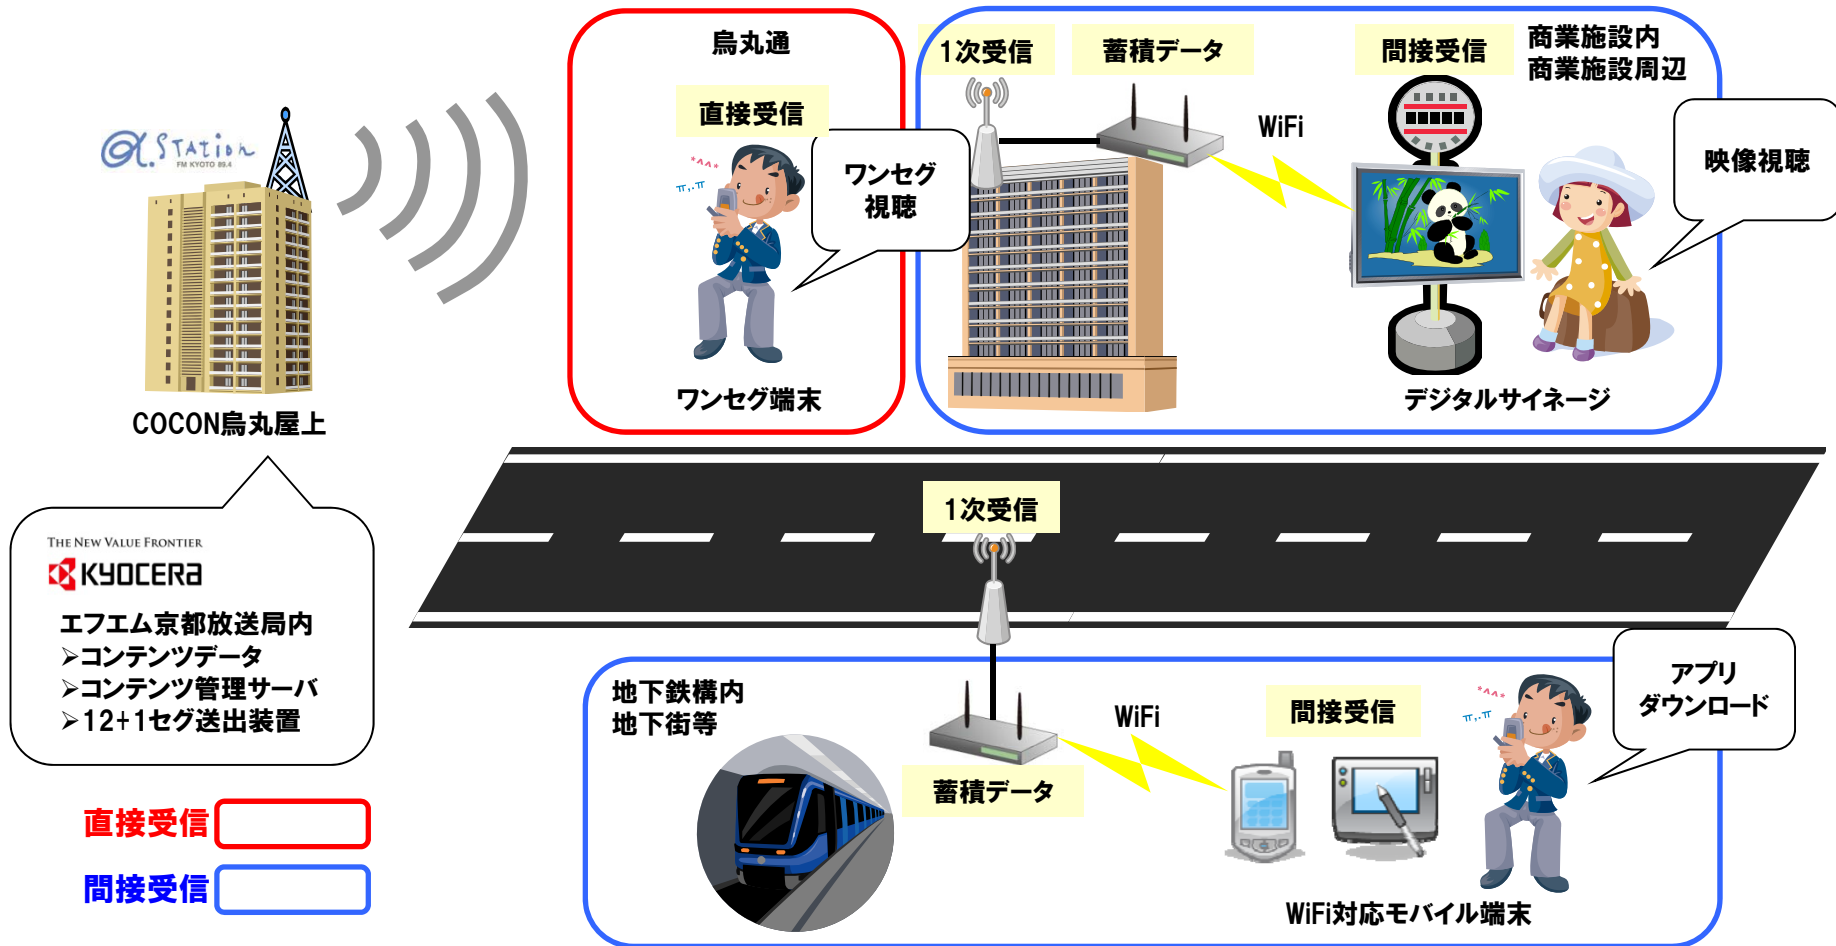 α.STATION
FM KYOTO 89.4
COCON烏丸屋上
THE NEW VALUE FRONTIER
KYOCERA
エフエム京都放送局内
➢コンテンツデータ
➢コンテンツ管理サーバ
➢12+1セグ送出装置
直接受信
間接受信
烏丸通
直接受信
*^^*
π,.π
ワンセグ
視聴
ワンセグ端末
1次受信
蓄積データ
WiFi
間接受信
商業施設内
商業施設周辺
映像視聴
デジタルサイネージ
1次受信
地下鉄構内
地下街等
蓄積データ
WiFi
間接受信
*^^*
π,.π
アプリ
ダウンロード
WiFi対応モバイル端末